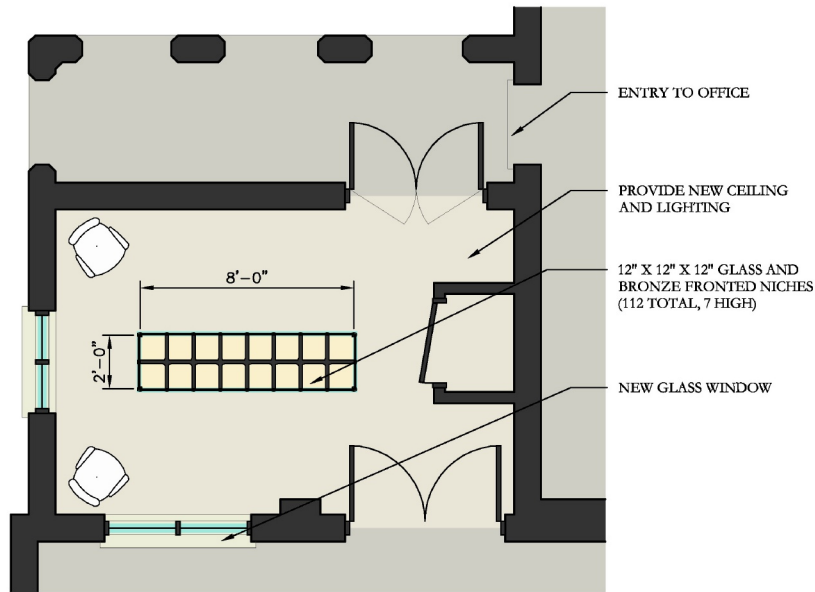 ENTRY TO OFFICE
PROVIDE NEW CEILING
AND LIGHTING
8'-0"
12" X 12" X 12" GLASS AND
BRONZE FRONTED NICHES
(112 TOTAL, 7 HIGH)
2'-0"
NEW GLASS WINDOW